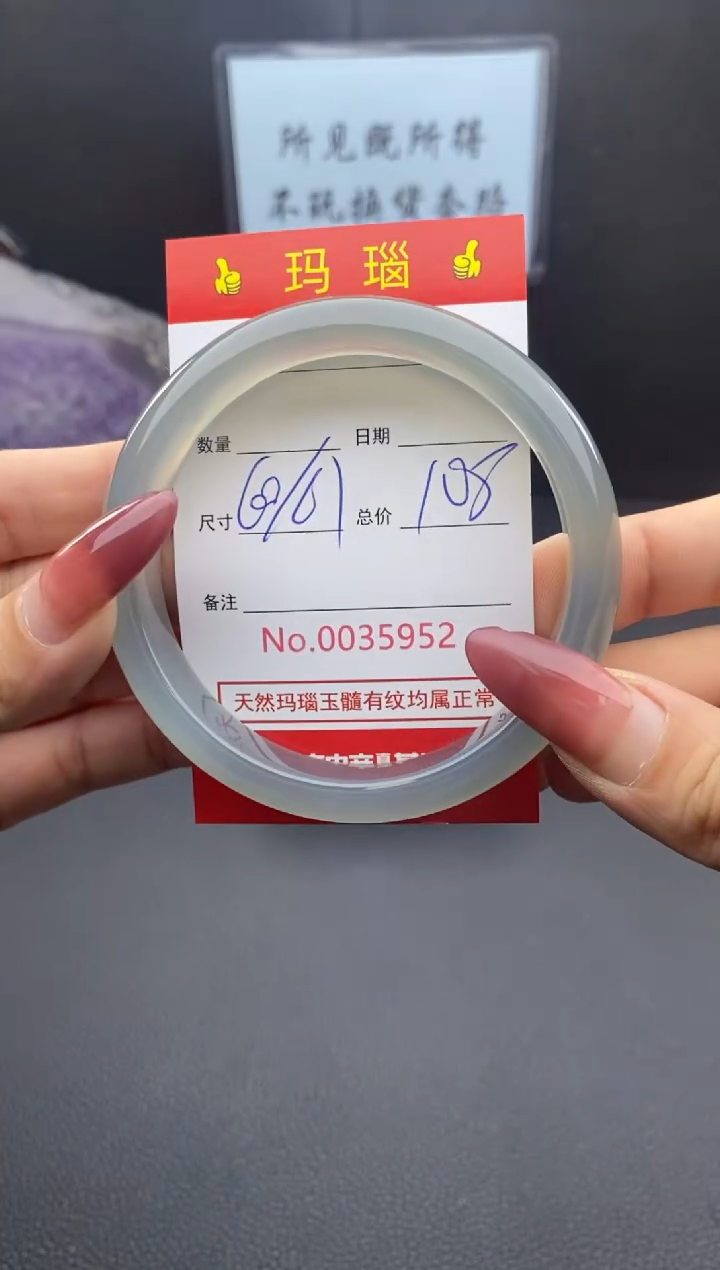 所见既所得
不玩掉货套路
玛瑙
数量 日期
尺寸 60/61 总价 108
备注
No.0035952
天然玛瑙玉髓有纹均属正常